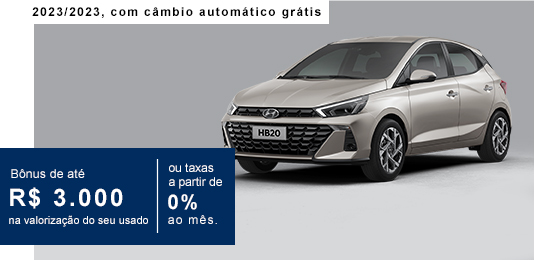 2023/2023, com câmbio automático grátis
HB20
Bônus de até
R$ 3.000
na valorização do seu usado
ou taxas
a partir de
0%
ao mês.